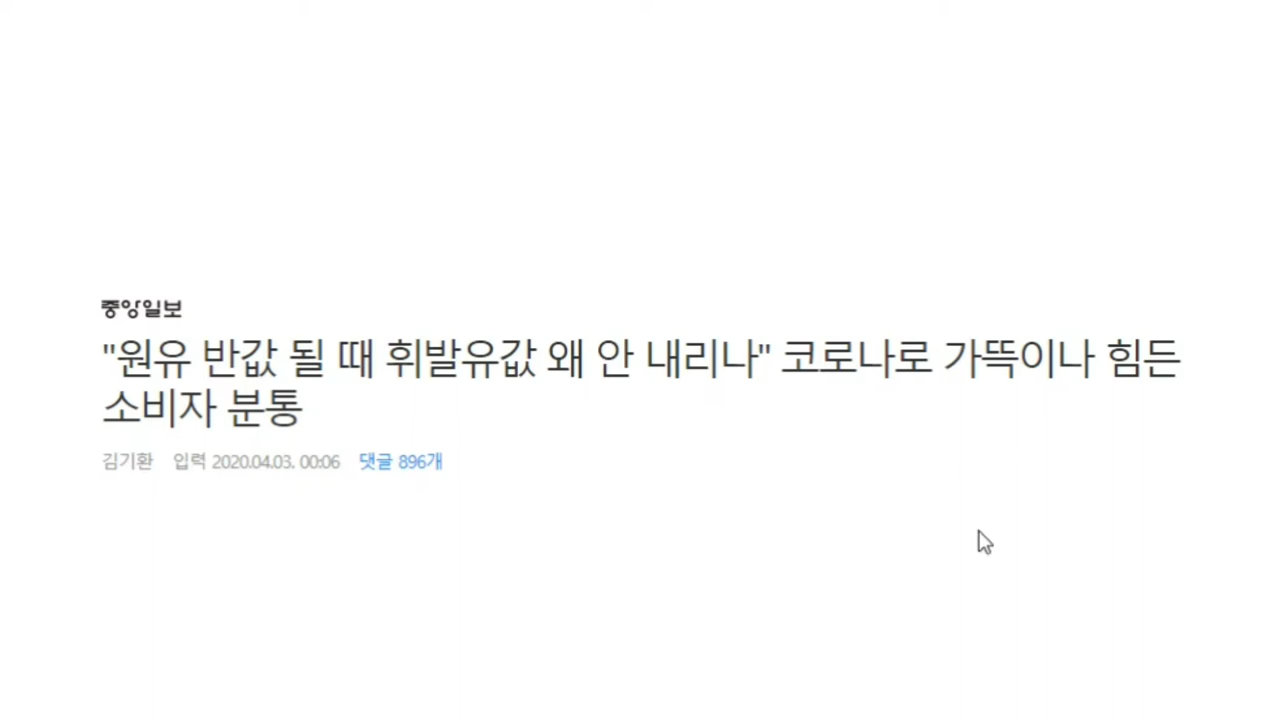 중앙일보
"원유 반값 될 때 휘발유값 왜 안 내리나" 코로나로 가뜩이나 힘든
소비자 분통
김기환 입력 2020.04.03. 00:06 댓글 896개